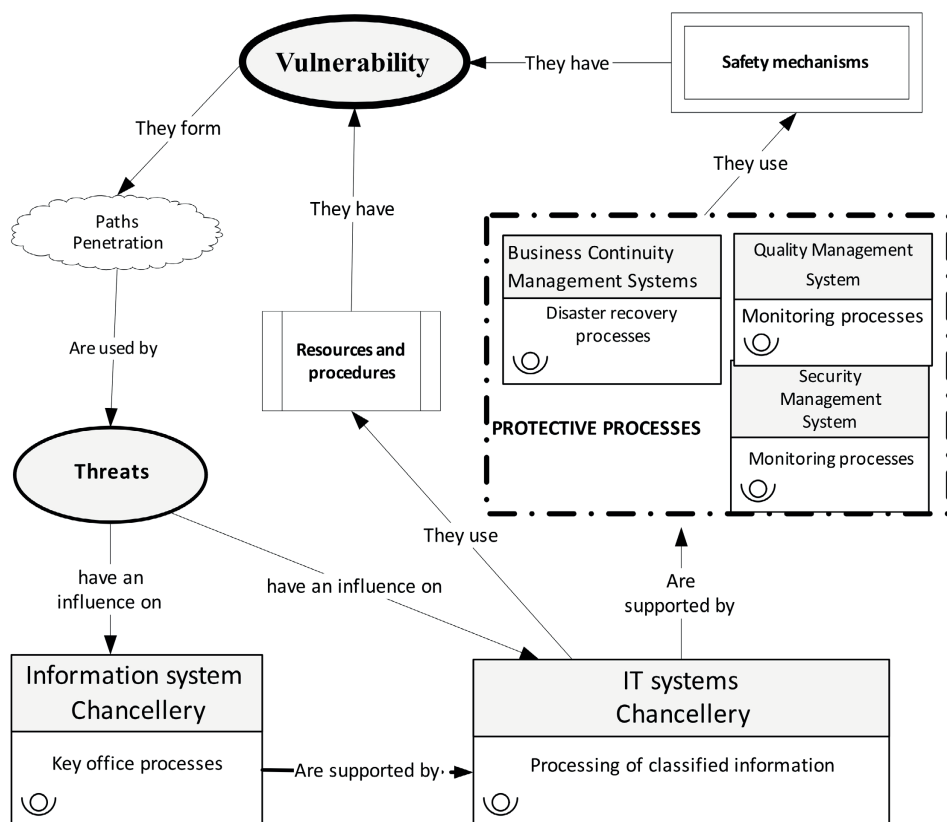 Vulnerability
They have
Safety mechanisms
They form
They use
They have
Paths
Penetration
Business Continuity
Management Systems
Disaster recovery
processes
Quality Management
System
Monitoring processes
Are used by
Resources and
procedures
Security
Management
System
Monitoring processes
PROTECTIVE PROCESSES
Threats
They use
have an
influence on
have an influence on
Are
supported by
Information system
Chancellery
Key office processes
Are supported by
IT systems
Chancellery
Processing of classified information